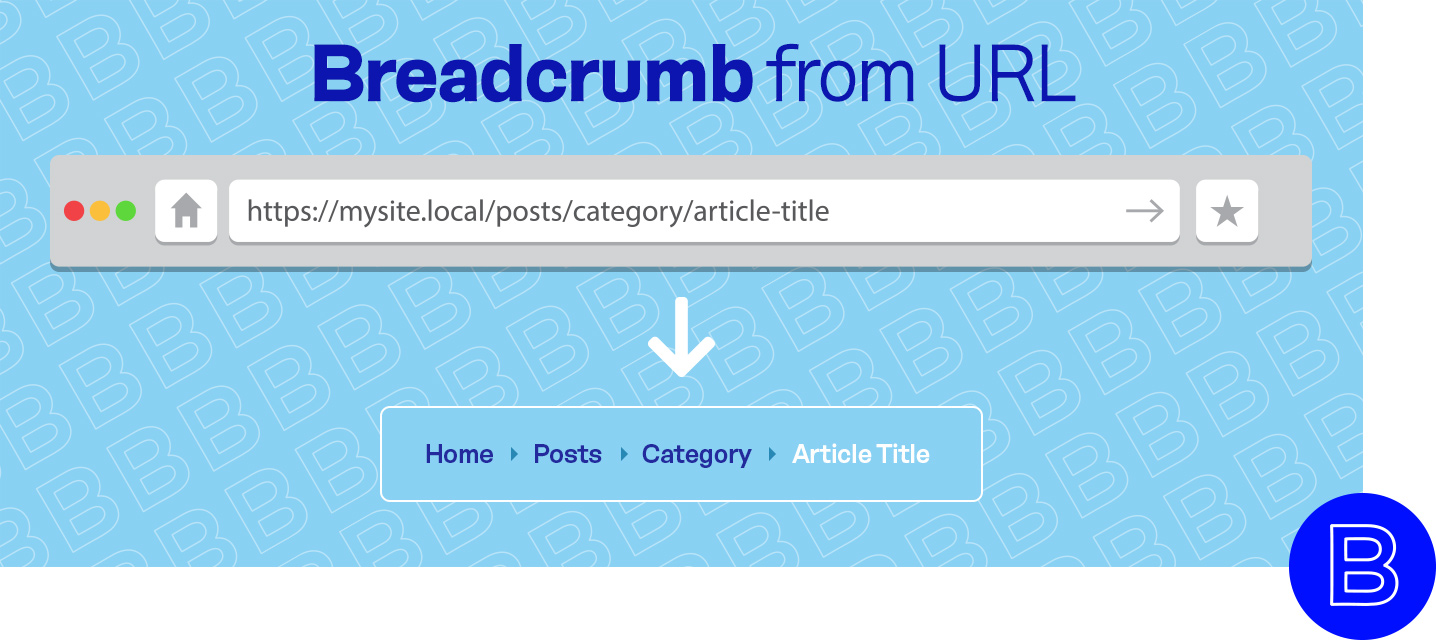 Breadcrumb from URL
https://mysite.local/posts/category/article-title
Home Posts Category Article Title
B